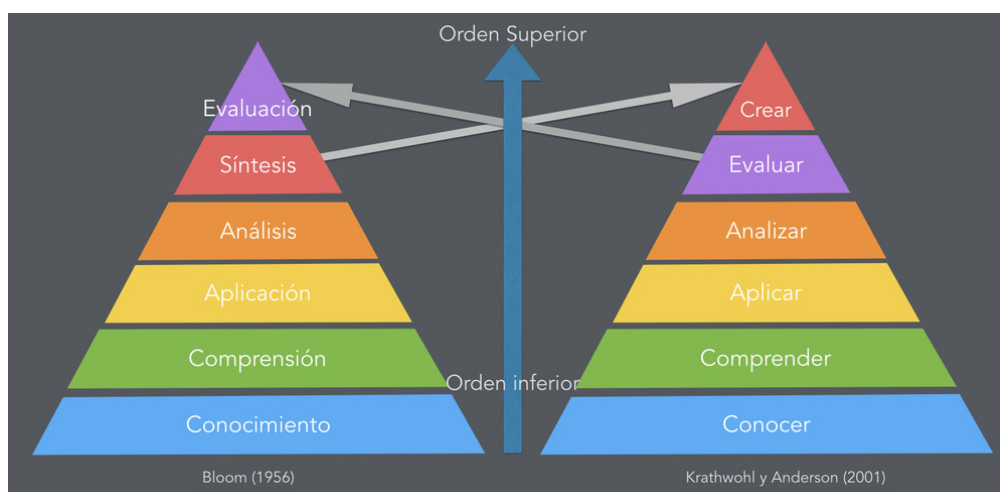 Orden Superior
Evaluación
Síntesis
Análisis
Aplicación
Comprensión
Conocimiento
Bloom (1956)
Orden inferior
Crear
Evaluar
Analizar
Aplicar
Comprender
Conocer
Krathwohl y Anderson (2001)